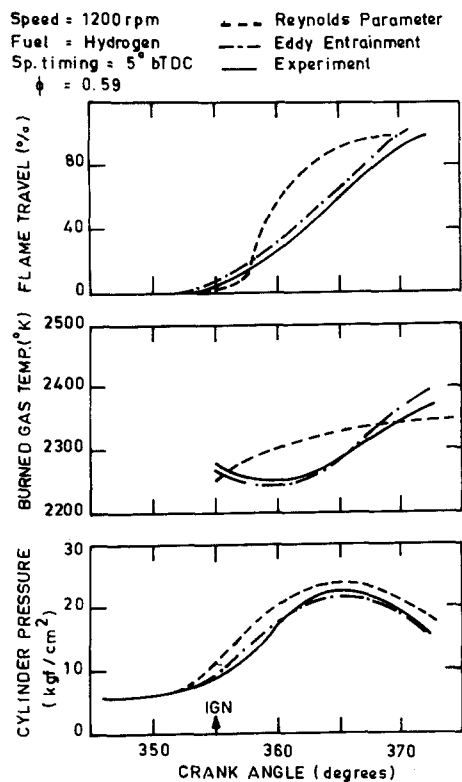 Speed = 1200 rpm
Fuel = Hydrogen
Sp. timing = 5° bTDC
ϕ = 0.59
Reynolds Parameter
Eddy Entrainment
Experiment
FLAME TRAVEL (%)
80
40
0
BURNED GAS TEMP. (°K)
2500
2400
2300
2200
CYLINDER PRESSURE
(kgf/cm²)
30
20
10
0
IGN
350
360
370
CRANK ANGLE (degrees)